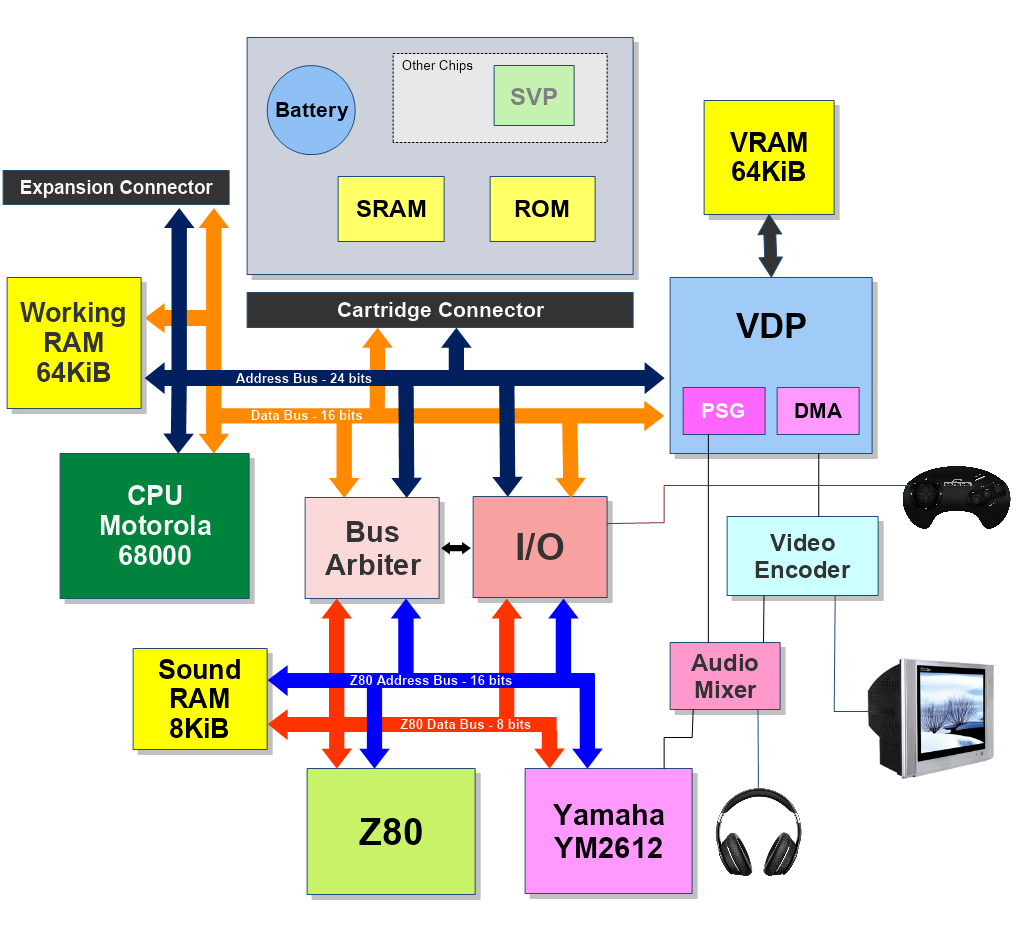 Other Chips
SVP
Battery
SRAM
ROM
VRAM
64KiB
Expansion Connector
Working
RAM
64KiB
Cartridge Connector
VDP
PSG
DMA
Address Bus - 24 bits
Data Bus - 16 bits
CPU
Motorola
68000
Bus
Arbiter
I/O
Video
Encoder
Sound
RAM
8KiB
Z80 Address Bus - 16 bits
Z80 Data Bus - 8 bits
Audio
Mixer
Z80
Yamaha
YM2612